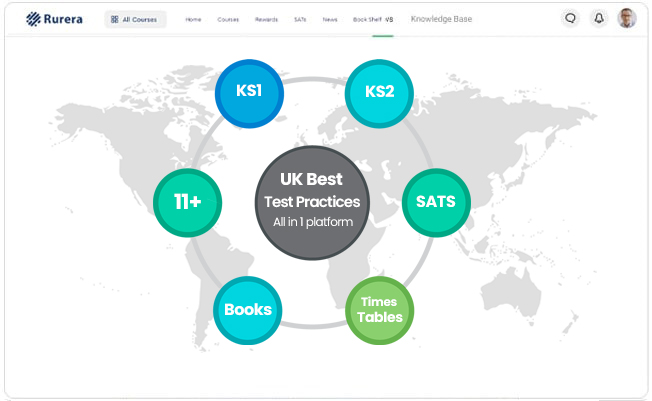 Rurera
All Courses
Home
Courses
Rewards
SATs
News
Book Shelf
Knowledge Base
KS1
KS2
UK Best
Test Practices
All in 1 platform
11+
SATS
Books
Times
Tables